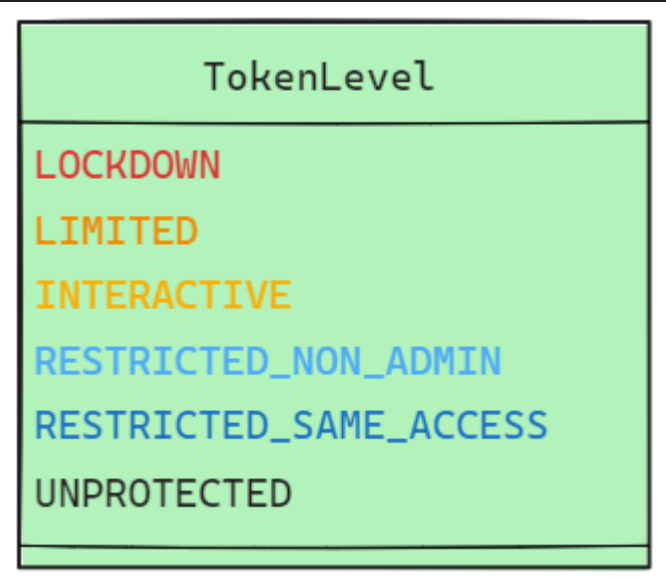 TokenLevel
LOCKDOWN
LIMITED
INTERACTIVE
RESTRICTED_NON_ADMIN
RESTRICTED_SAME_ACCESS
UNPROTECTED